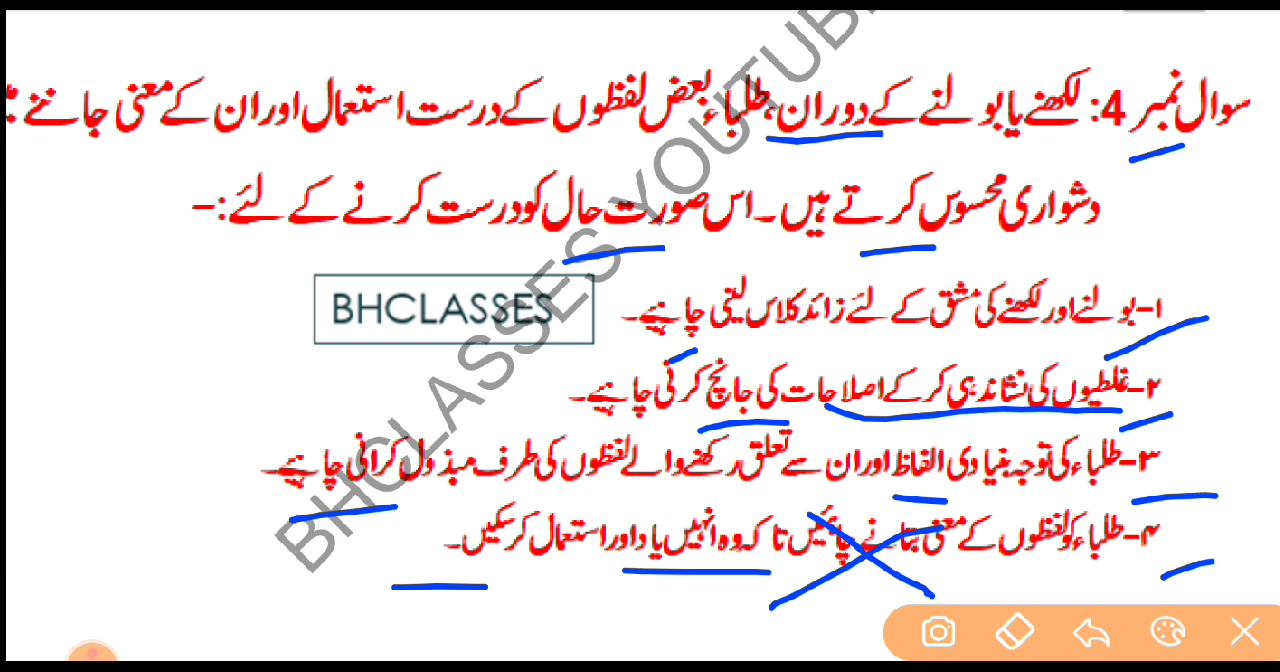 سوال نمبر 4: لکھنے یا بولنے کے دوران، طلباء بعض لفظوں کے درست استعمال اور ان کے معنی جاننے میں
دشواری محسوس کرتے ہیں۔ اس صورت حال کو درست کرنے کے لئے:-
۱- بولنے اور لکھنے کی مشق کے لئے زائد کلاس لینی چاہیے۔
BHCLASSES
۲- غلطیوں کی نشاندہی کر کے اصلاحات کی جانچ کرنی چاہیے۔
۳- طلباء کی توجہ بنیادی الفاظ اور ان سے تعلق رکھنے والے لفظوں کی طرف مبذول کرانی چاہیے۔
۴- طلباء کو لفظوں کے معنی بتانے چاہئیں تا کہ وہ انہیں یاد اور استعمال کر سکیں۔
BHCLASSES YOUTUB